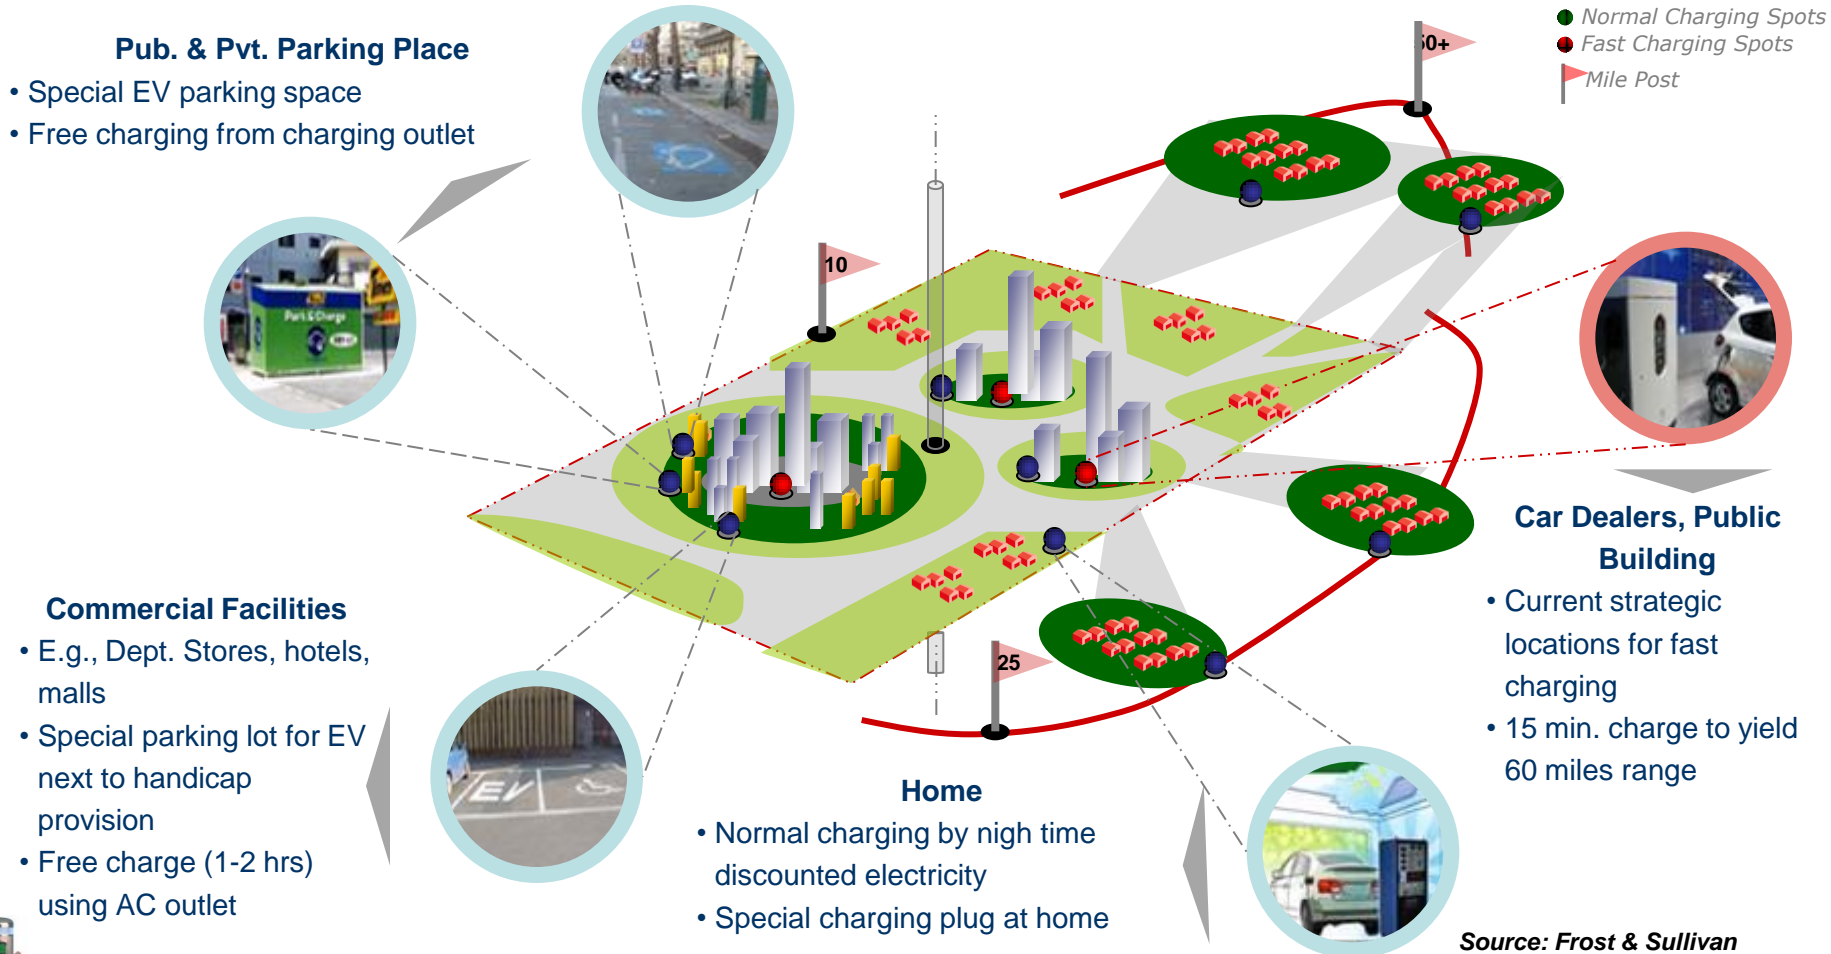 Normal Charging Spots
Fast Charging Spots
Mile Post
50+
Pub. & Pvt. Parking Place
• Special EV parking space
• Free charging from charging outlet
10
Park & Charge
Car Dealers, Public
Building
• Current strategic
locations for fast
charging
• 15 min. charge to yield
60 miles range
Commercial Facilities
• E.g., Dept. Stores, hotels,
malls
• Special parking lot for EV
next to handicap
provision
• Free charge (1-2 hrs)
using AC outlet
EV
25
Home
• Normal charging by nigh time
discounted electricity
• Special charging plug at home
Source: Frost & Sullivan